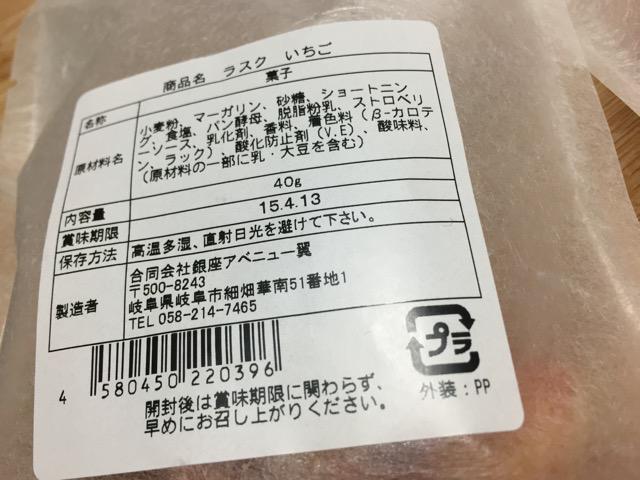 商品名 ラスク いちご
名称 菓子
原材料名 小麦粉、マーガリン、砂糖、ショートニン
グ、食塩、パン酵母、脱脂粉乳、ストロベリ
ーソース、乳化剤、香料、着色料(β-カロテ
ン、ラック)、酸化防止剤(V.E)、酸味料、
(原材料の一部に乳・大豆を含む)
内容量 40g
賞味期限 15.4.13
保存方法 高温多湿、直射日光を避けて下さい。
製造者 合同会社銀座アベニュー翼
〒500-8243
岐阜県岐阜市細畑華南51番地1
TEL 058-214-7465
4 580450 220396
プラ
外装:PP
開封後は賞味期限に関わらず、
早めにお召し上がりください。